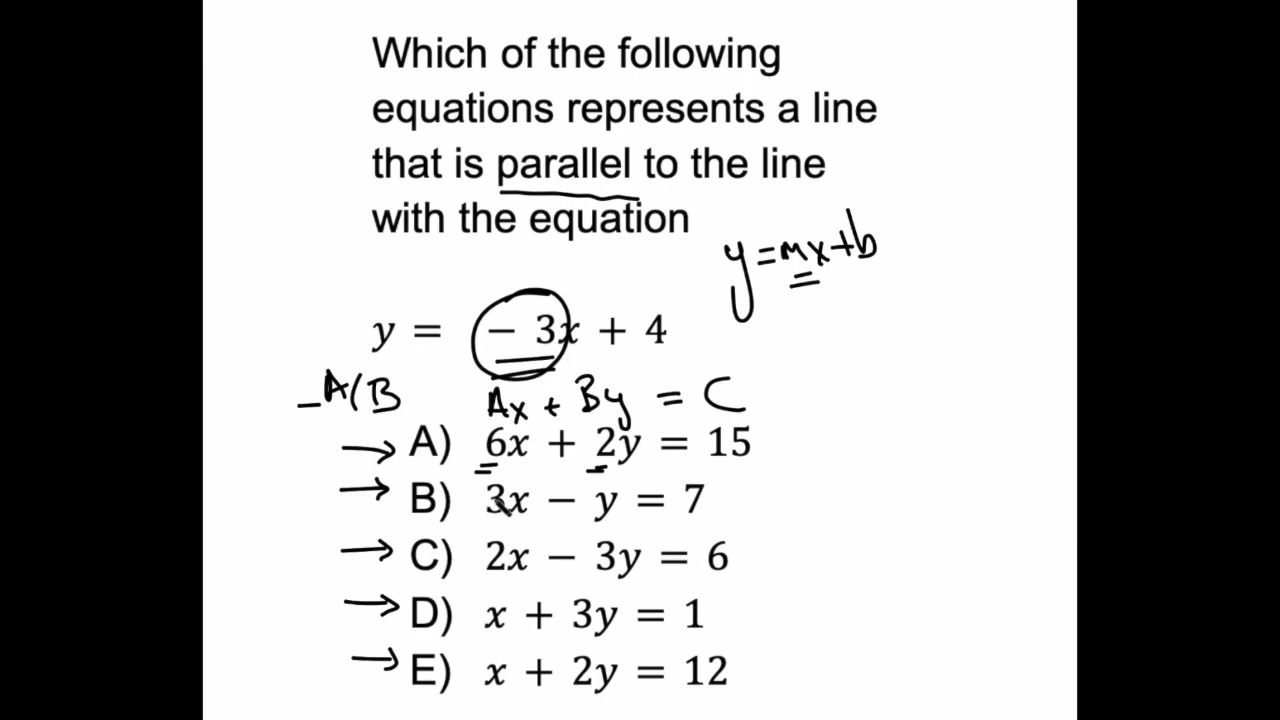 Which of the following
equations represents a line
that is parallel to the line
with the equation
y = mx + b
y = − 3x + 4
-A/B
Ax + By = C
A) 6x + 2y = 15
B) 3x − y = 7
C) 2x − 3y = 6
D) x + 3y = 1
E) x + 2y = 12